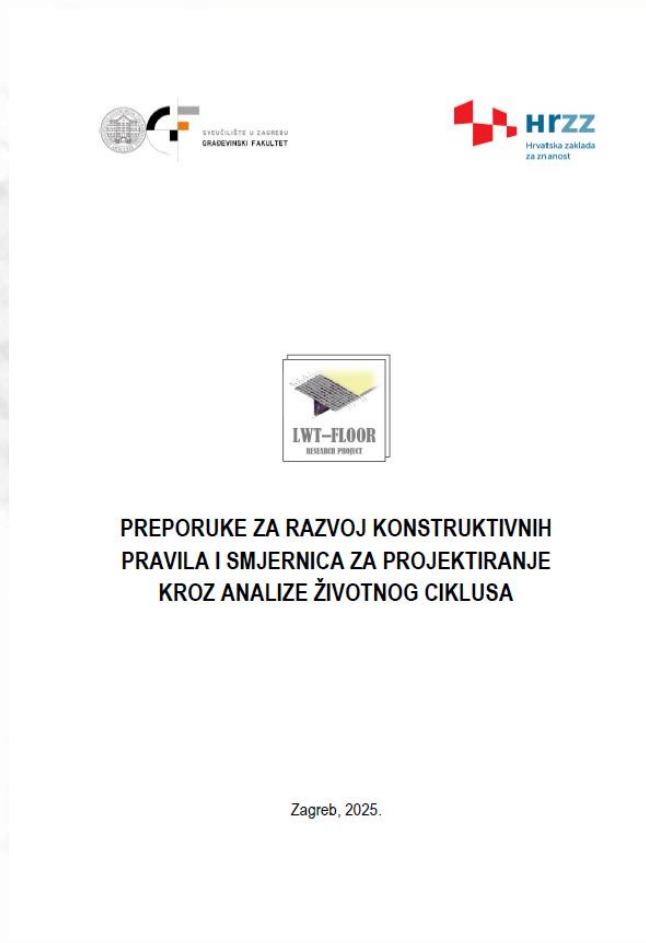 SVEUČILIŠTE U ZAGREBU
GRAĐEVINSKI FAKULTET
HRZZ
Hrvatska zaklada
za znanost
LWT-FLOOR
RESEARCH PROJECT
PREPORUKE ZA RAZVOJ KONSTRUKTIVNIH
PRAVILA I SMJERNICA ZA PROJEKTIRANJE
KROZ ANALIZE ŽIVOTNOG CIKLUSA
Zagreb, 2025.